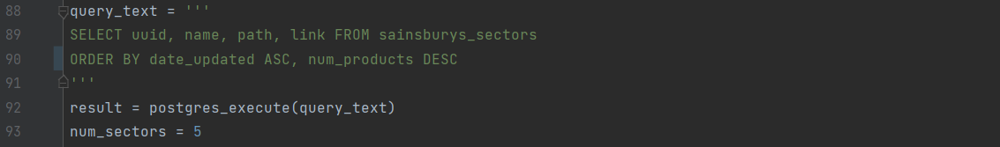 88 query_text = '''
89 SELECT uuid, name, path, link FROM sainsburys_sectors
90 ORDER BY date_updated ASC, num_products DESC
91 '''
92 result = postgres_execute(query_text)
93 num_sectors = 5